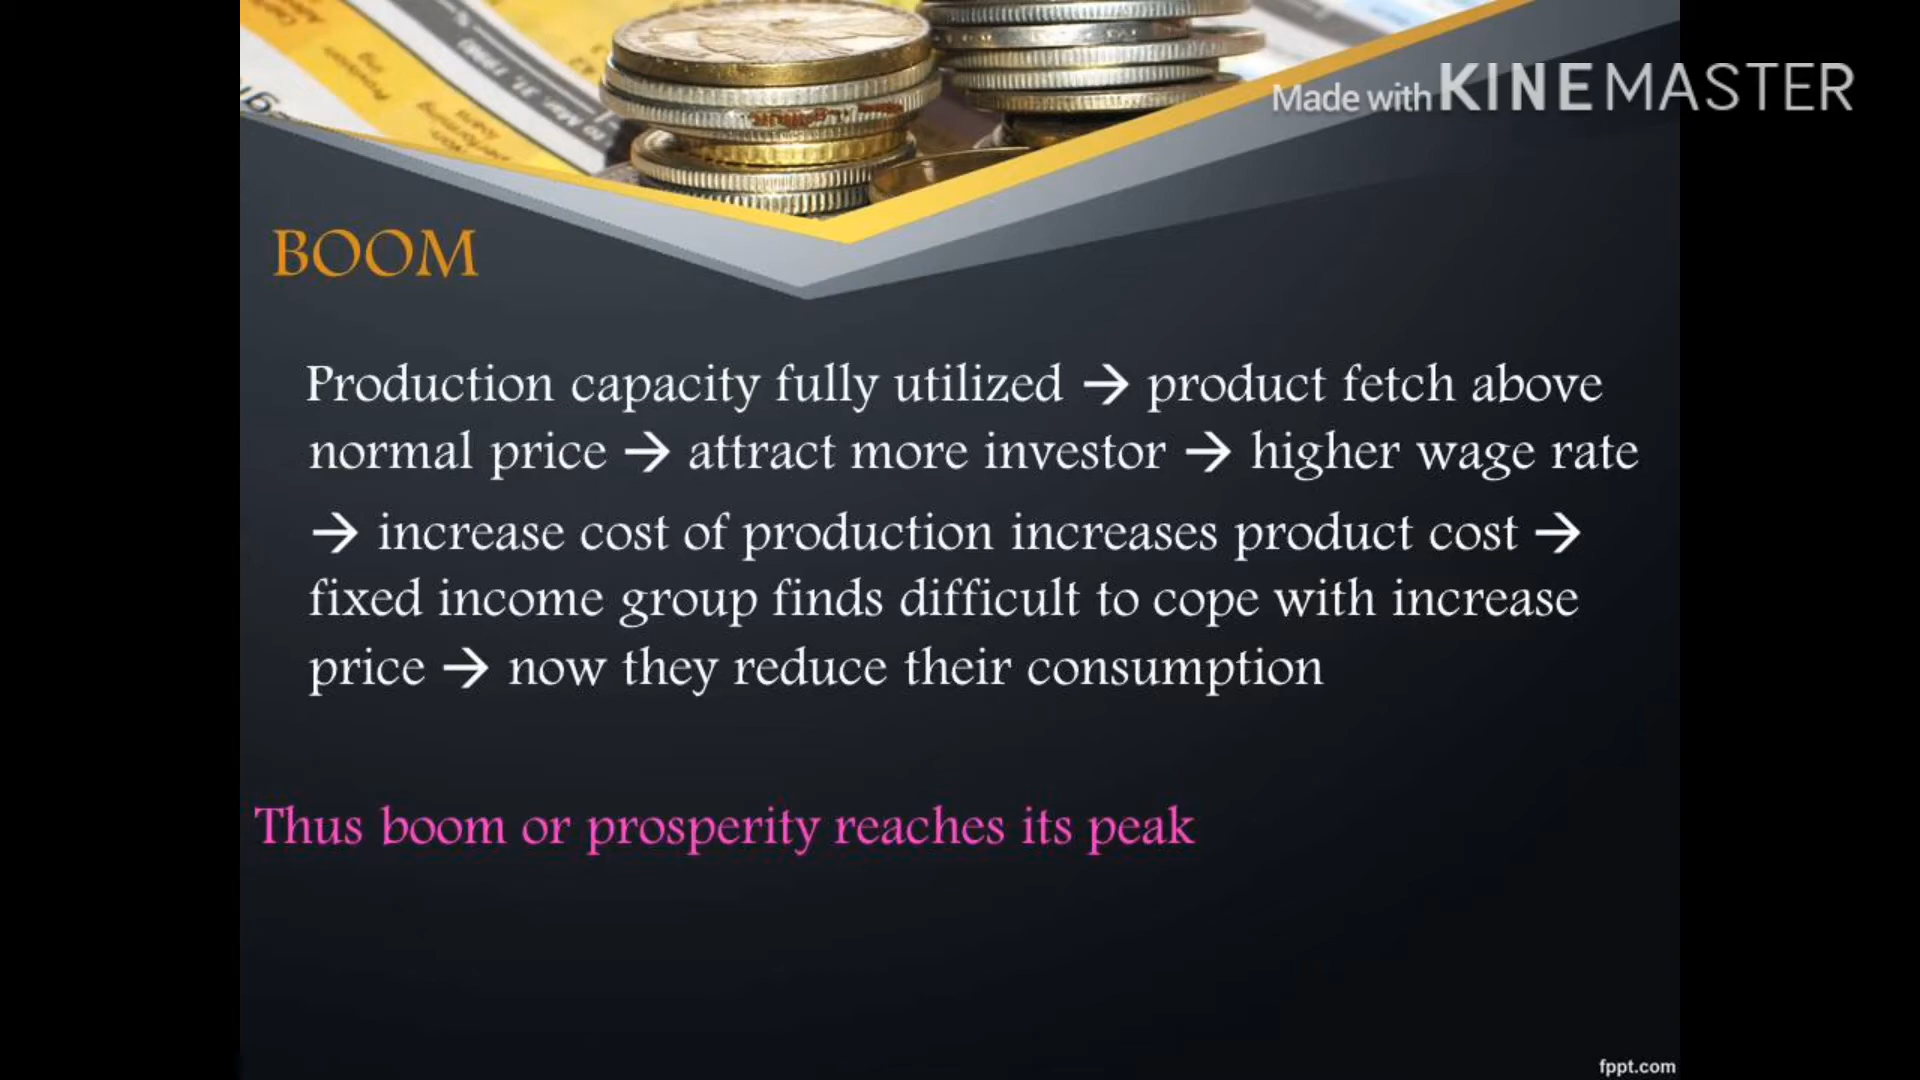 Made with KINEMASTER
BOOM
Production capacity fully utilized → product fetch above
normal price → attract more investor → higher wage rate
→ increase cost of production increases product cost →
fixed income group finds difficult to cope with increase
price → now they reduce their consumption
Thus boom or prosperity reaches its peak
fppt.com